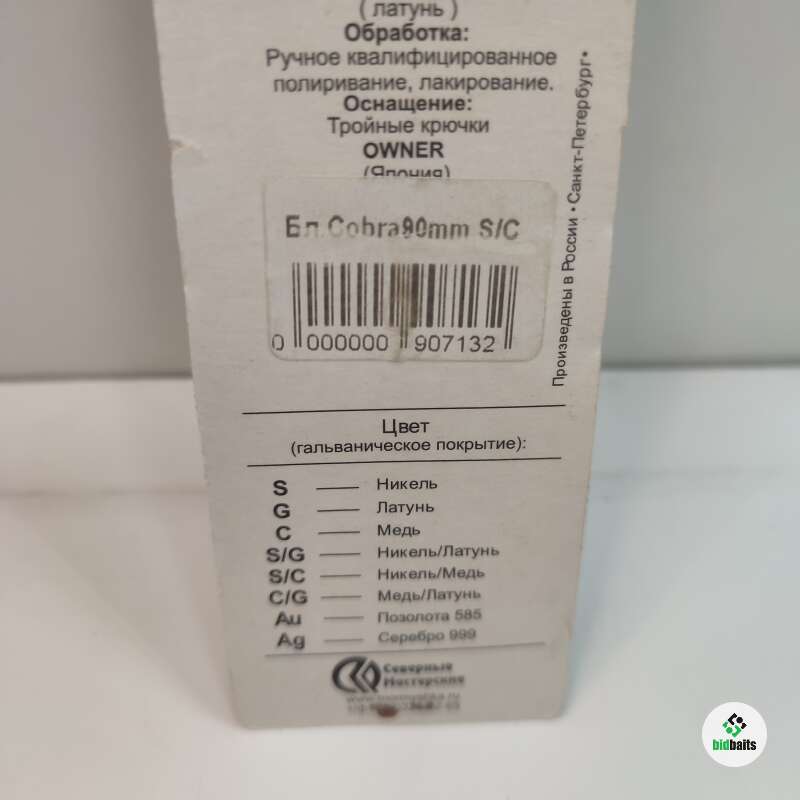 ( латунь )
Обработка:
Ручное квалифицированное
полиривание, лакирование.
Оснащение:
Тройные крючки
OWNER
(Япония)
Бл.Cobra90mm S/C
0 000000 907132
Произведены в России • Санкт-Петербург •
Цвет
(гальваническое покрытие):
S — Никель
G — Латунь
C — Медь
S/G — Никель/Латунь
S/C — Никель/Медь
C/G — Медь/Латунь
Au — Позолота 585
Ag — Серебро 999
Северные
Мастерские
bidbaits